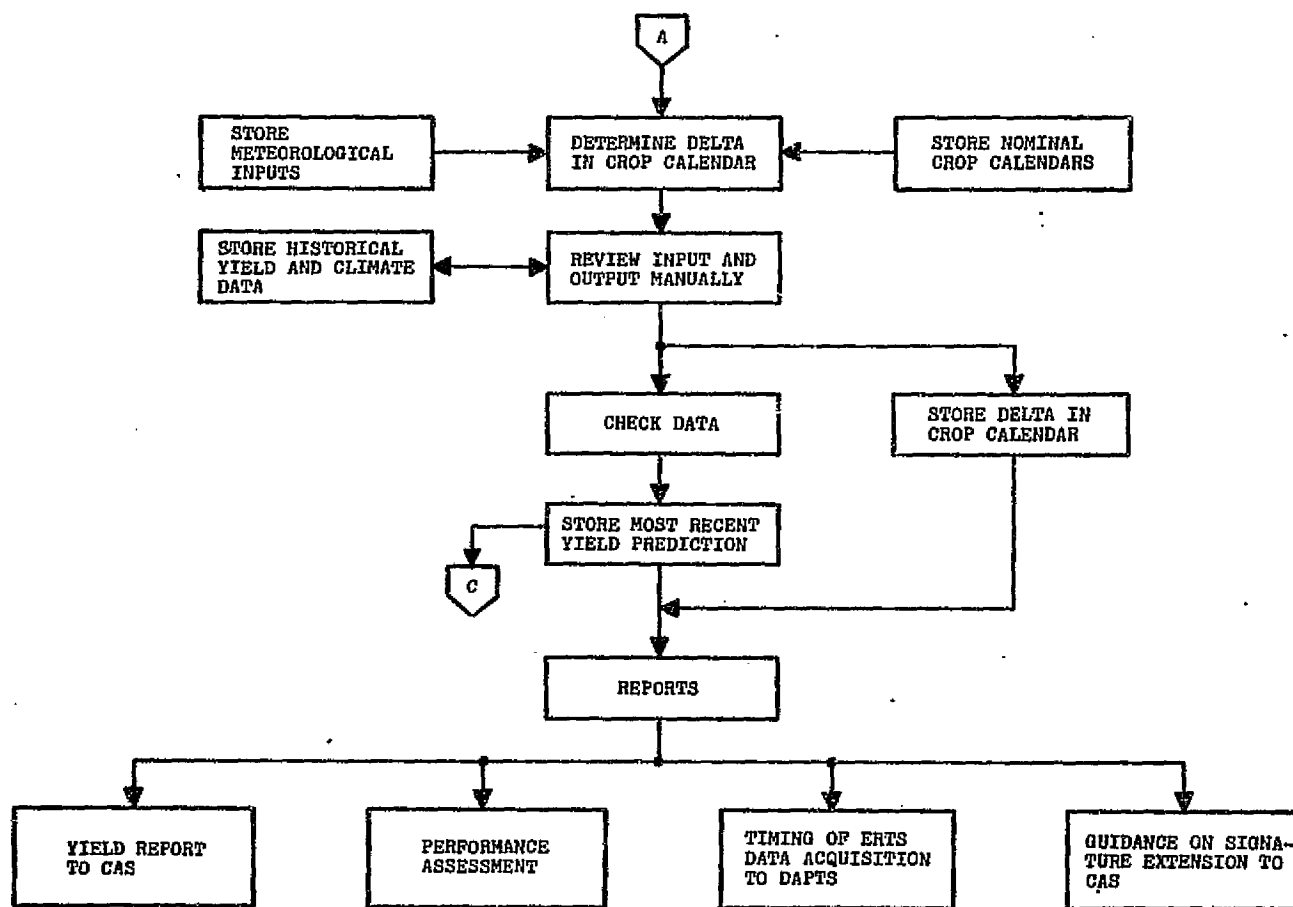 A
STORE
METEOROLOGICAL
INPUTS
DETERMINE DELTA
IN CROP CALENDAR
STORE NOMINAL
CROP CALENDARS
STORE HISTORICAL
YIELD AND CLIMATE
DATA
REVIEW INPUT AND
OUTPUT MANUALLY
CHECK DATA
STORE DELTA IN
CROP CALENDAR
STORE MOST RECENT
YIELD PREDICTION
C
REPORTS
YIELD REPORT
TO CAS
PERFORMANCE
ASSESSMENT
TIMING OF ERTS
DATA ACQUISITION
TO DAPTS
GUIDANCE ON SIGNA-
TURE EXTENSION TO
CAS